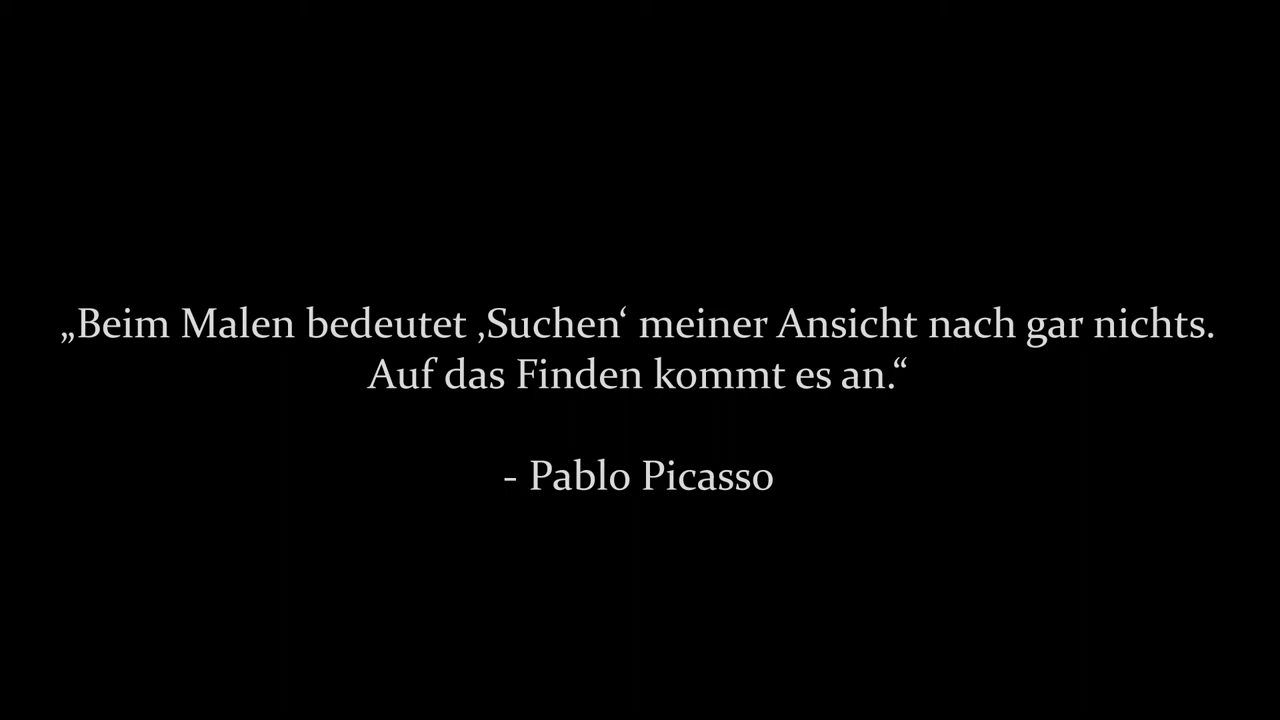 „Beim Malen bedeutet ‚Suchen‘ meiner Ansicht nach gar nichts.
Auf das Finden kommt es an.“
- Pablo Picasso